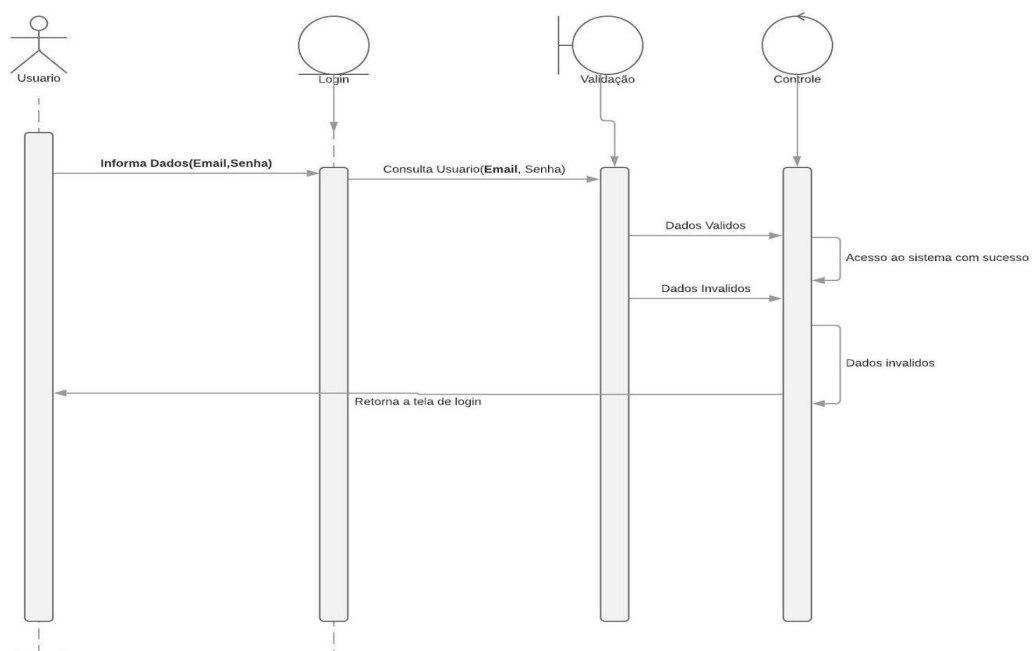 Usuario
Login
Validação
Controle
Informa Dados(Email,Senha)
Consulta Usuario(Email, Senha)
Dados Validos
Acesso ao sistema com sucesso
Dados Invalidos
Dados invalidos
Retorna a tela de login